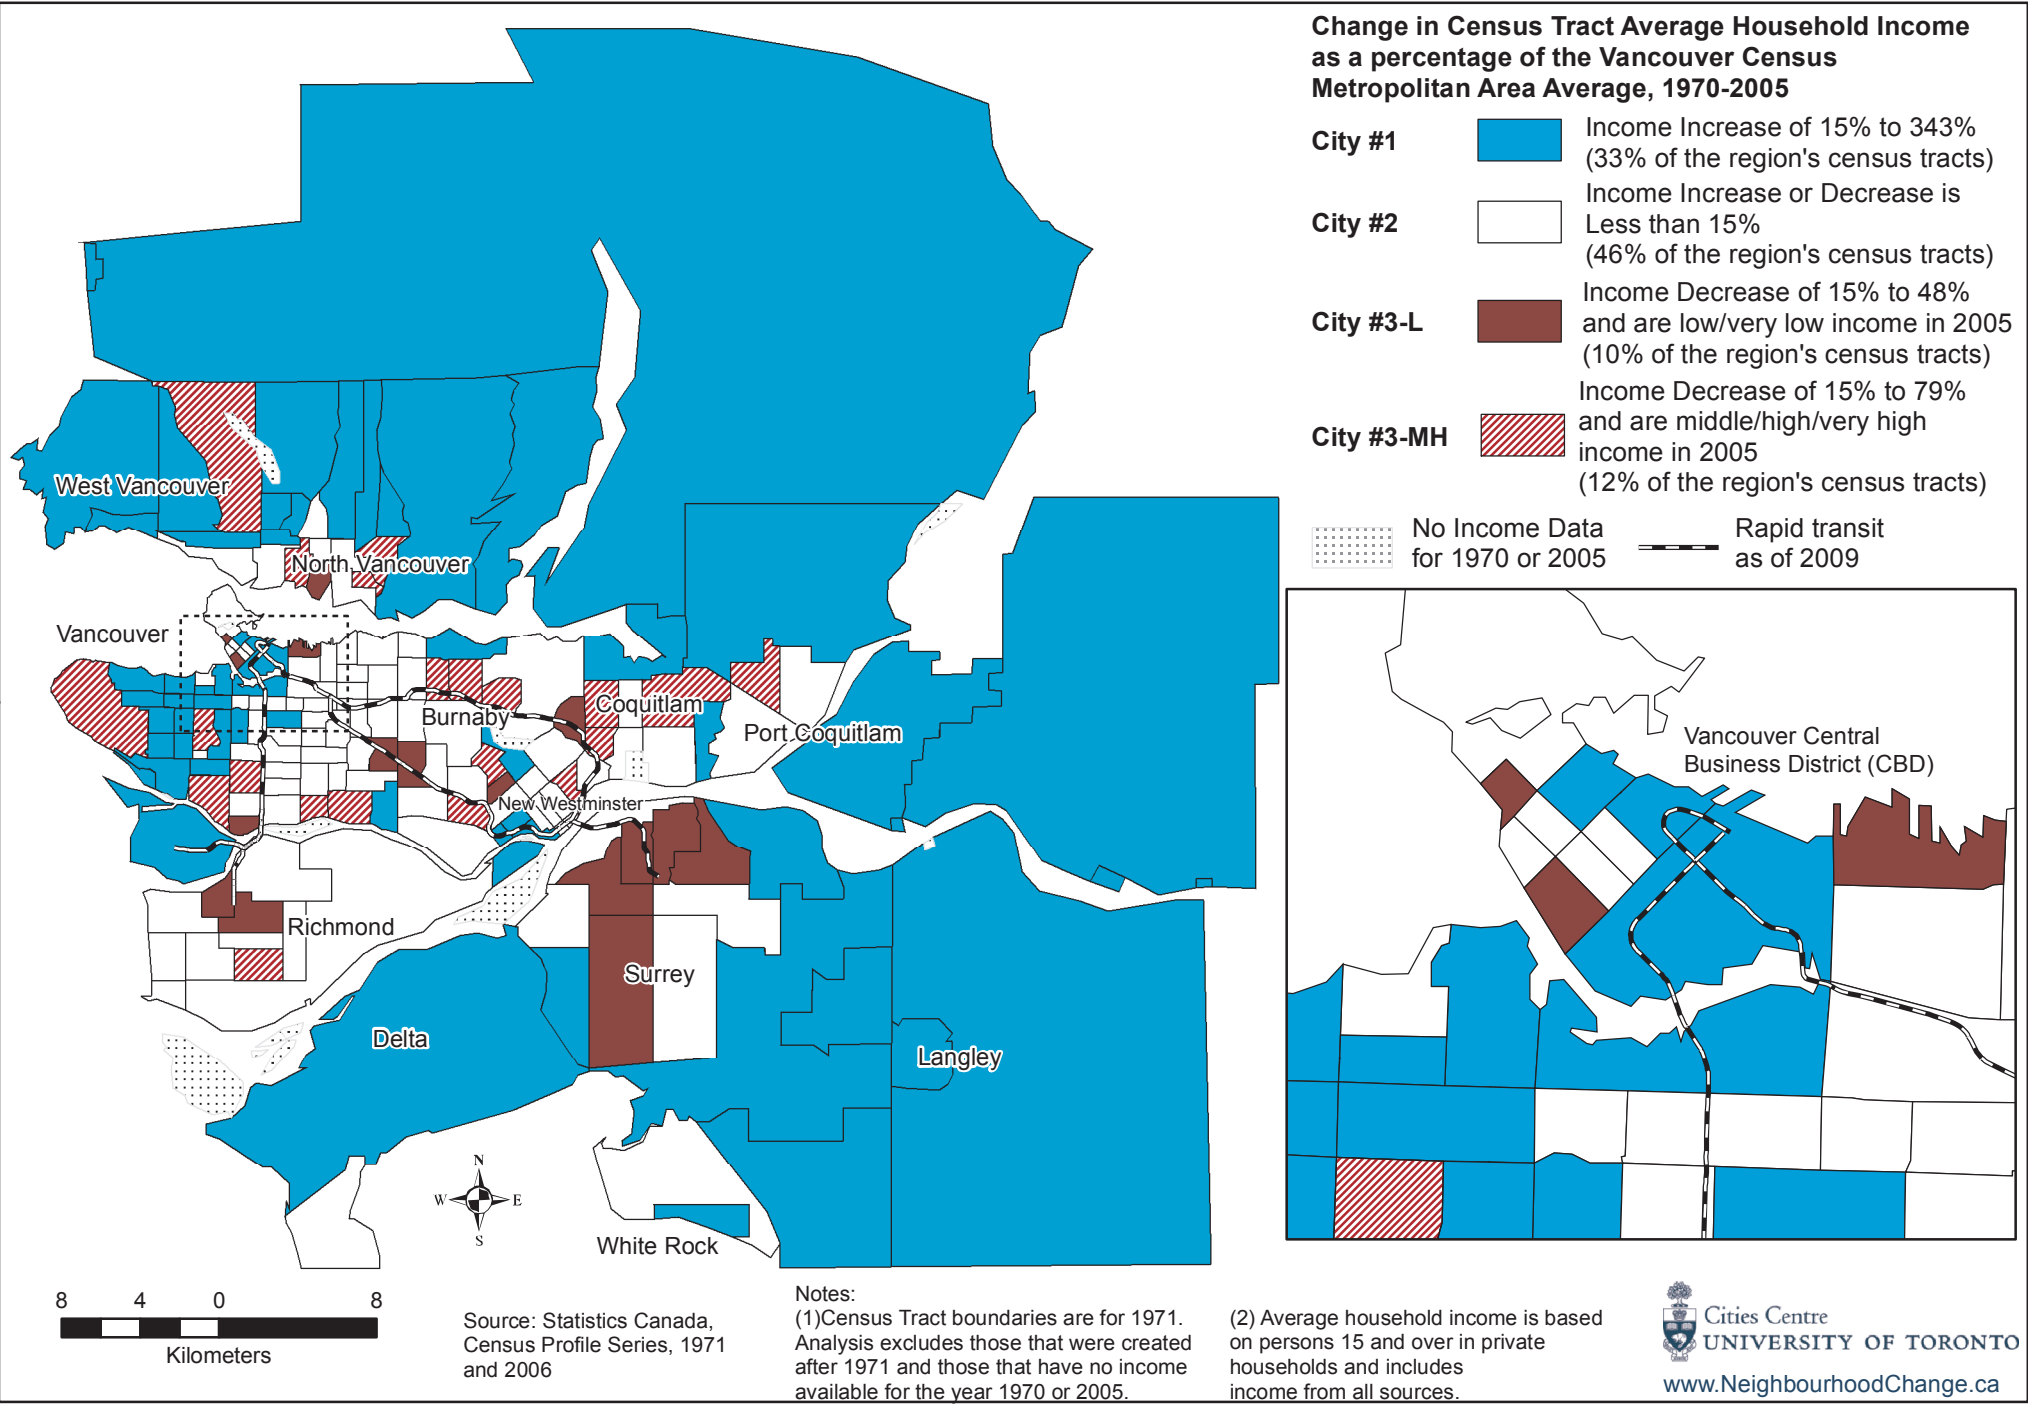 Change in Census Tract Average Household Income
as a percentage of the Vancouver Census
Metropolitan Area Average, 1970-2005
City #1
Income Increase of 15% to 343%
(33% of the region's census tracts)
City #2
Income Increase or Decrease is
Less than 15%
(46% of the region's census tracts)
City #3-L
Income Decrease of 15% to 48%
and are low/very low income in 2005
(10% of the region's census tracts)
City #3-MH
Income Decrease of 15% to 79%
and are middle/high/very high
income in 2005
(12% of the region's census tracts)
No Income Data
for 1970 or 2005
Rapid transit
as of 2009
West Vancouver
North Vancouver
Vancouver
Burnaby
Coquitlam
Port Coquitlam
New Westminster
Richmond
Surrey
Delta
Langley
White Rock
Vancouver Central
Business District (CBD)
N
W
E
S
8 4 0 8
Kilometers
Source: Statistics Canada,
Census Profile Series, 1971
and 2006
Notes:
(1)Census Tract boundaries are for 1971.
Analysis excludes those that were created
after 1971 and those that have no income
available for the year 1970 or 2005.
(2) Average household income is based
on persons 15 and over in private
households and includes
income from all sources.
Cities Centre
UNIVERSITY OF TORONTO
www.NeighbourhoodChange.ca